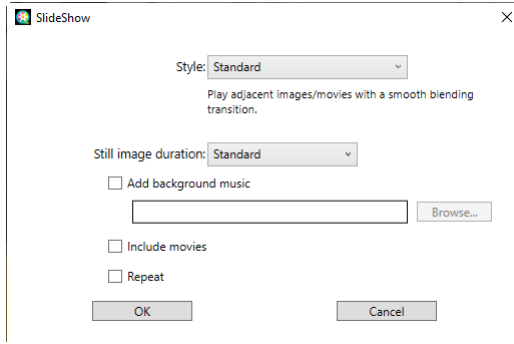 SlideShow
Style: Standard
Play adjacent images/movies with a smooth blending
transition.
Still image duration: Standard
Add background music
Browse...
Include movies
Repeat
OK Cancel